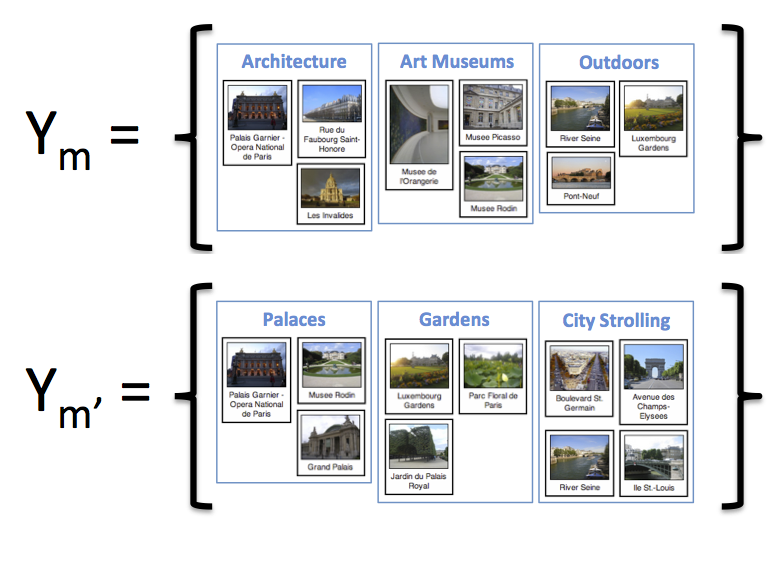 Ym =
Architecture
Palais Garnier -
Opera National
de Paris
Rue du
Faubourg Saint-
Honore
Les Invalides
Art Museums
Musee de
l'Orangerie
Musee Picasso
Musee Rodin
Outdoors
River Seine
Luxembourg
Gardens
Pont-Neuf
Ym' =
Palaces
Palais Garnier -
Opera National
de Paris
Musee Rodin
Grand Palais
Gardens
Luxembourg
Gardens
Parc Floral de
Paris
Jardin du Palais
Royal
City Strolling
Boulevard St.
Germain
Avenue des
Champs-
Elysees
River Seine
Ile St.-Louis